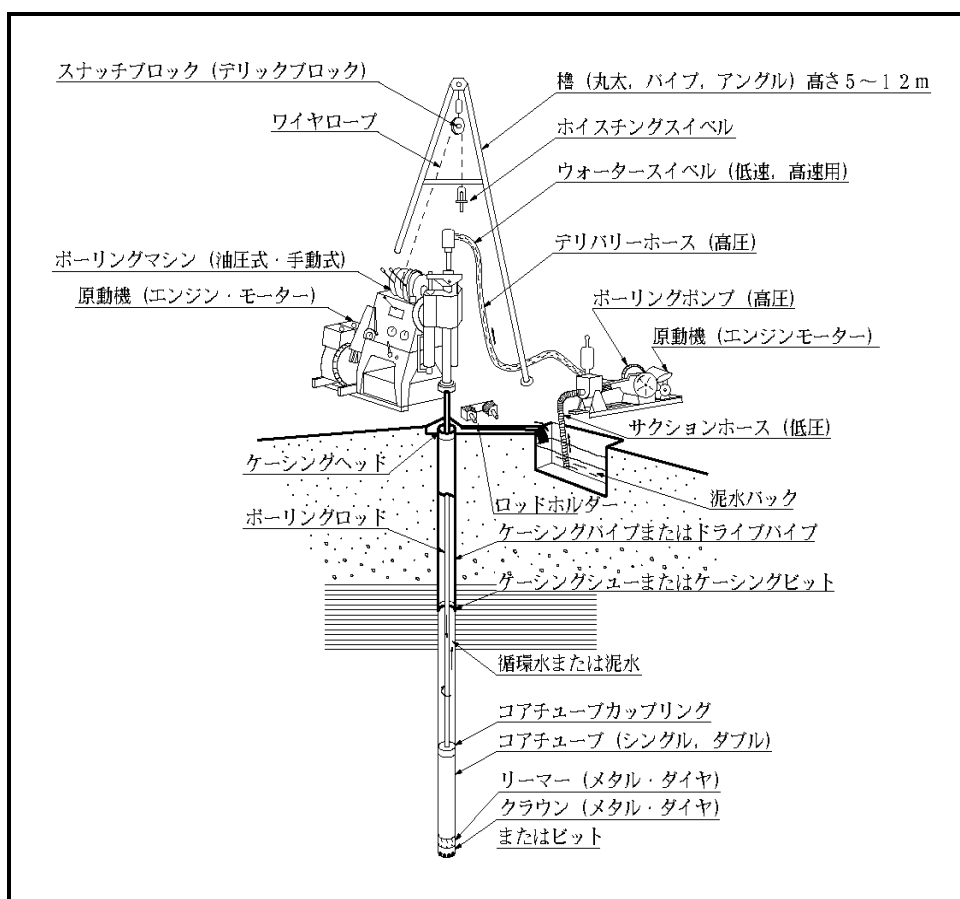 スナッチブロック (デリックブロック)
櫓 (丸太, パイプ, アングル) 高さ5～12m
ワイヤロープ
ホイスチングスイベル
ウォータースイベル (低速, 高速用)
デリバリーホース (高圧)
ボーリングマシン (油圧式・手動式)
原動機 (エンジン・モーター)
ボーリングポンプ (高圧)
原動機 (エンジンモーター)
サクションホース (低圧)
ケーシングヘッド
泥水バック
ロッドホルダー
ボーリングロッド
ケーシングパイプまたはドライブパイプ
ケーシングシューまたはケーシングビット
循環水または泥水
コアチューブカップリング
コアチューブ (シングル, ダブル)
リーマー (メタル・ダイヤ)
クラウン (メタル・ダイヤ)
またはビット